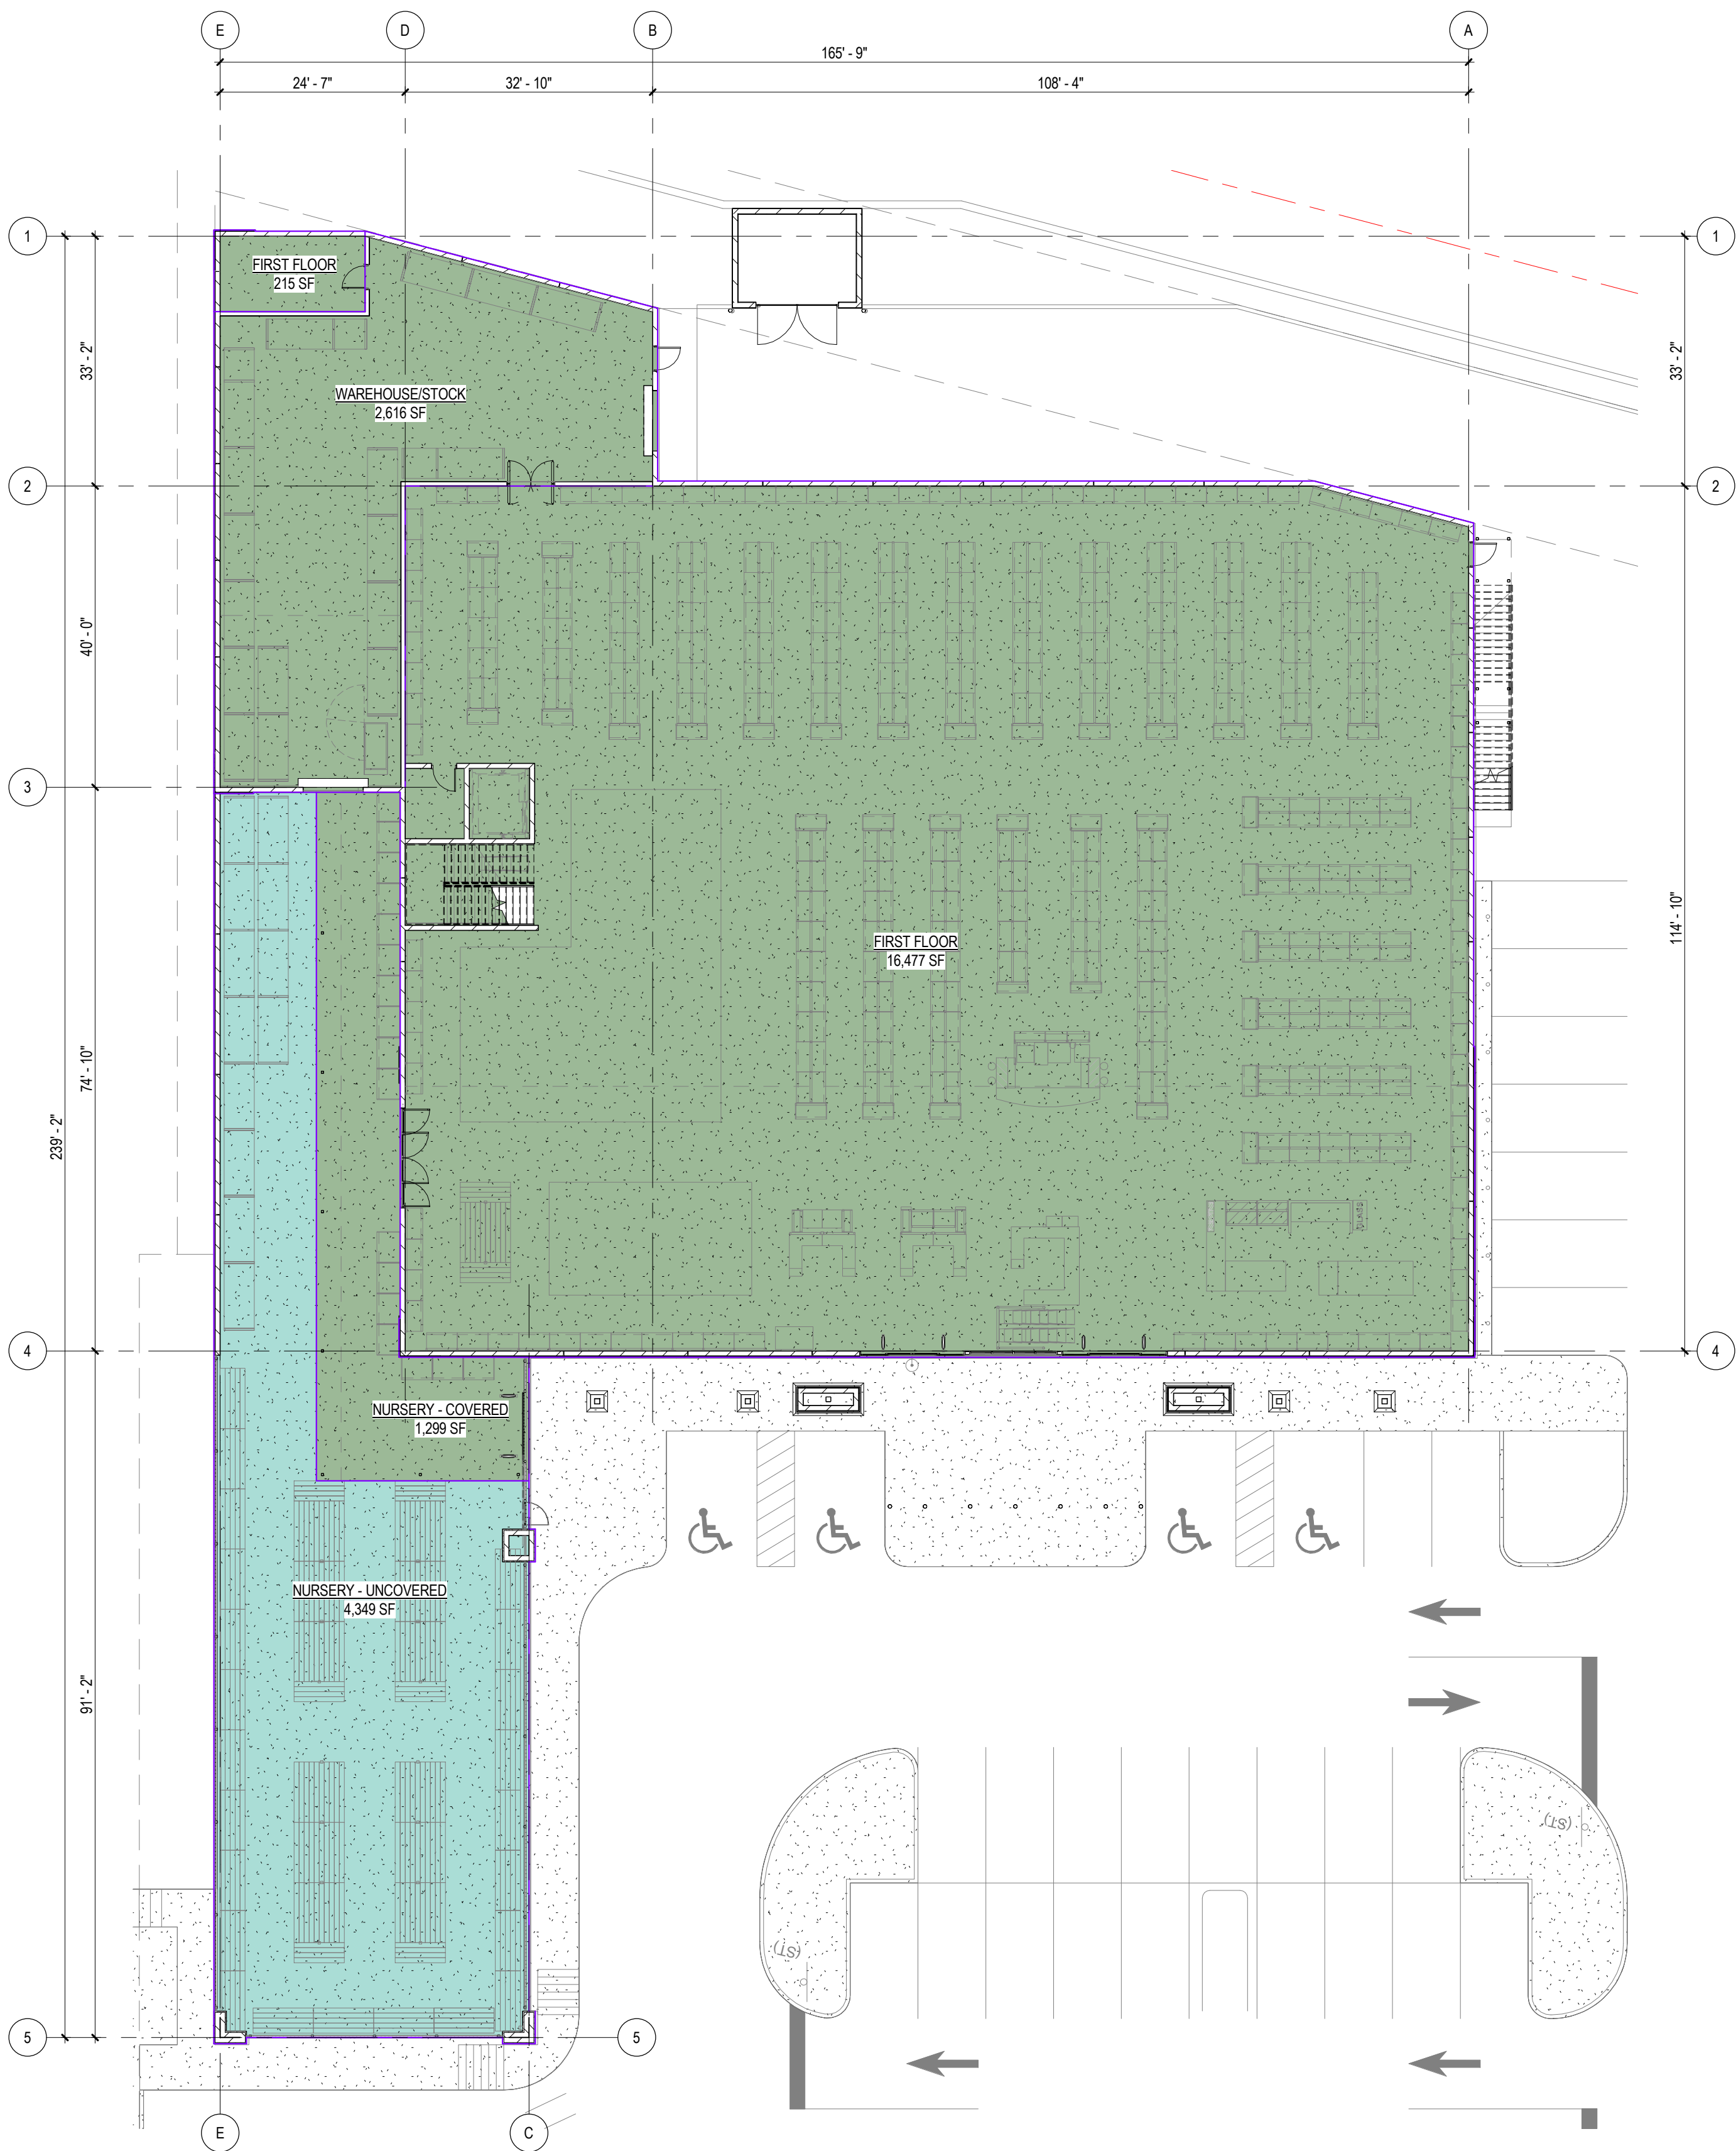 E
D
B
A
165' - 9"
24' - 7"
32' - 10"
108' - 4"
1
1
FIRST FLOOR
215 SF
33' - 2"
33' - 2"
WAREHOUSE/STOCK
2,616 SF
2
2
40' - 0"
3
FIRST FLOOR
16,477 SF
114' - 10"
74' - 10"
239' - 2"
4
4
NURSERY - COVERED
1,299 SF
NURSERY - UNCOVERED
4,349 SF
91' - 2"
(ST)
(ST)
5
5
E
C